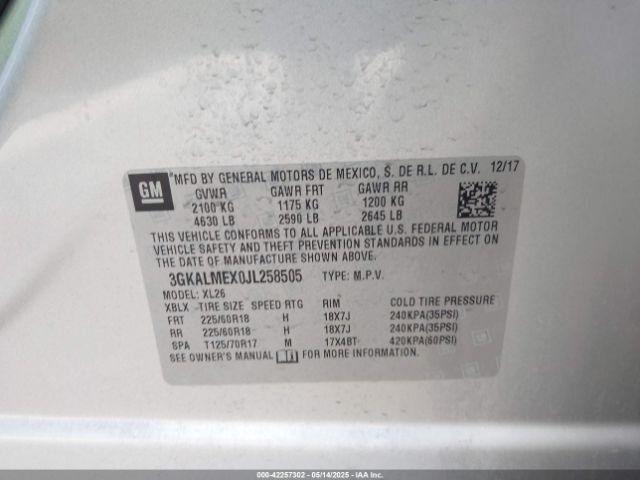 GM
*MFD BY GENERAL MOTORS DE MEXICO, S. DE R.L. DE C.V. 12/17
GVWR GAWR FRT GAWR RR
2100 KG 1175 KG 1200 KG
4630 LB 2590 LB 2645 LB
THIS VEHICLE CONFORMS TO ALL APPLICABLE U.S. FEDERAL MOTOR
VEHICLE SAFETY AND THEFT PREVENTION STANDARDS IN EFFECT ON
THE DATE OF MANUFACTURE SHOWN ABOVE.
3GKALMEX0JL258505 TYPE: M.P.V.
MODEL: XL26
XBLX TIRE SIZE SPEED RTG RIM COLD TIRE PRESSURE
FRT 225/60R18 H 18X7J 240KPA(35PSI)
RR 225/60R18 H 18X7J 240KPA(35PSI)
SPA T125/70R17 M 17X4BT 420KPA(60PSI)
SEE OWNER'S MANUAL FOR MORE INFORMATION.
000-42257302 - 05/14/2025 - IAAI.COM